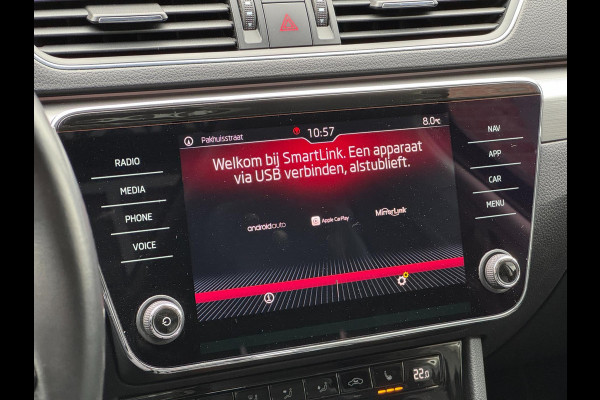 Pakhuisstraat 10:57 8.0°C
Welkom bij SmartLink. Een apparaat
via USB verbinden, alstublieft.
androidauto Apple CarPlay MirrorLink
RADIO
MEDIA
PHONE
VOICE
NAV
APP
CAR
MENU
22.0